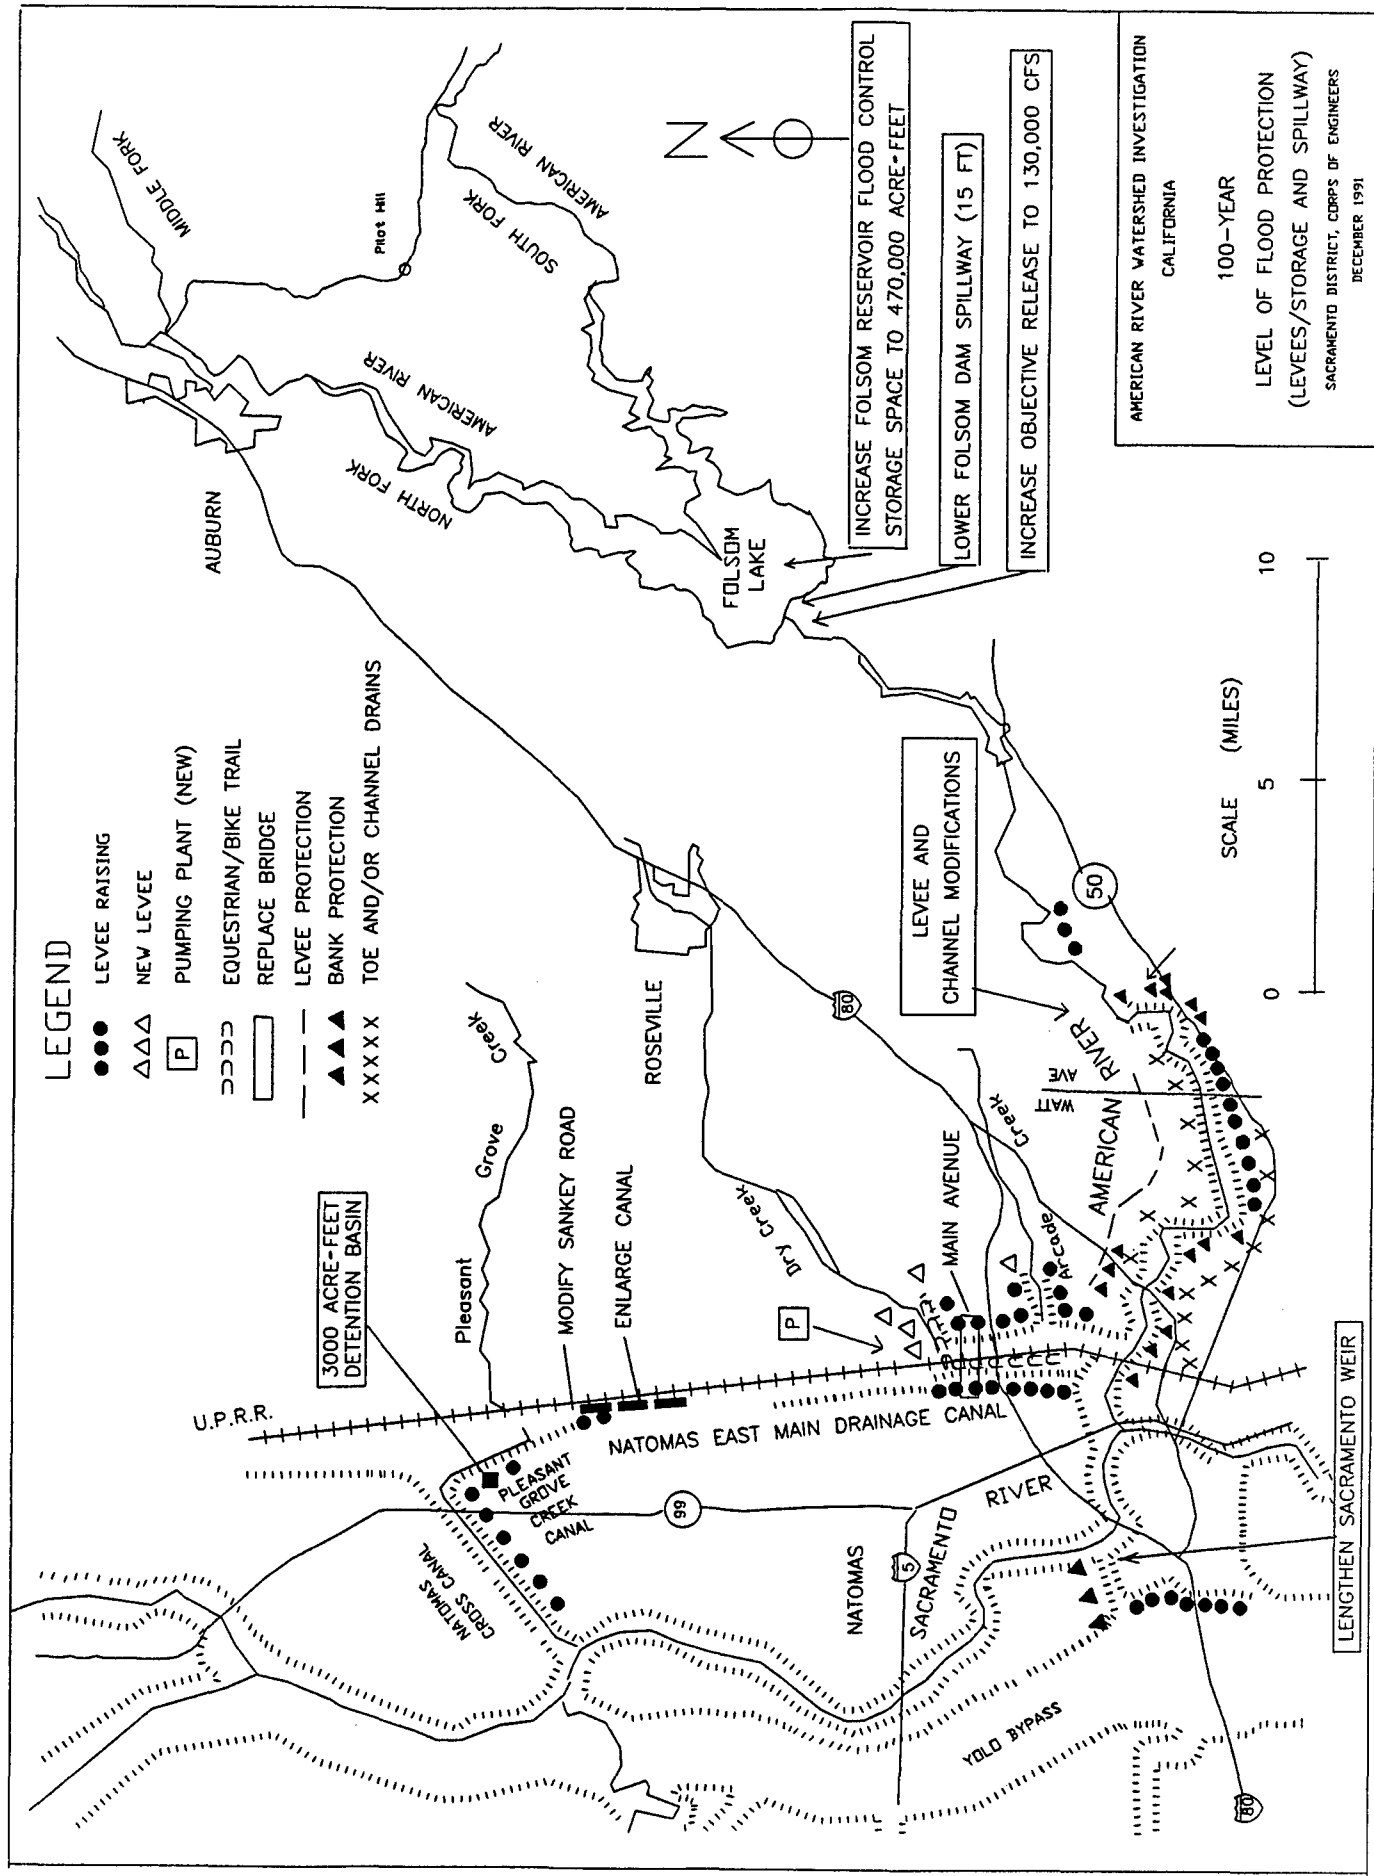 LEGEND
LEVEE RAISING
NEW LEVEE
P
PUMPING PLANT (NEW)
EQUESTRIAN/BIKE TRAIL
REPLACE BRIDGE
LEVEE PROTECTION
BANK PROTECTION
XXXXX
TOE AND/OR CHANNEL DRAINS
AUBURN
MIDDLE FORK
Pilot Hill
NORTH FORK
AMERICAN RIVER
SOUTH FORK
AMERICAN RIVER
FOLSOM
LAKE
N
INCREASE FOLSOM RESERVOIR FLOOD CONTROL
STORAGE SPACE TO 470,000 ACRE-FEET
LOWER FOLSOM DAM SPILLWAY (15 FT)
INCREASE OBJECTIVE RELEASE TO 130,000 CFS
3000 ACRE-FEET
DETENTION BASIN
U.P.R.R.
Pleasant
Grove
Creek
MODIFY SANKEY ROAD
ENLARGE CANAL
ROSEVILLE
Dry Creek
P
MAIN AVENUE
Arcade
Creek
80
LEVEE AND
CHANNEL MODIFICATIONS
50
AMERICAN
RIVER
WATT
AVE
NATOMAS
CROSS CANAL
PLEASANT
GROVE
CREEK
CANAL
NATOMAS EAST MAIN DRAINAGE CANAL
99
NATOMAS
5
SACRAMENTO
RIVER
YOLO BYPASS
80
LENGTHEN SACRAMENTO WEIR
0
5
10
SCALE (MILES)
AMERICAN RIVER WATERSHED INVESTIGATION
CALIFORNIA
100-YEAR
LEVEL OF FLOOD PROTECTION
(LEVEES/STORAGE AND SPILLWAY)
SACRAMENTO DISTRICT, CORPS OF ENGINEERS
DECEMBER 1991